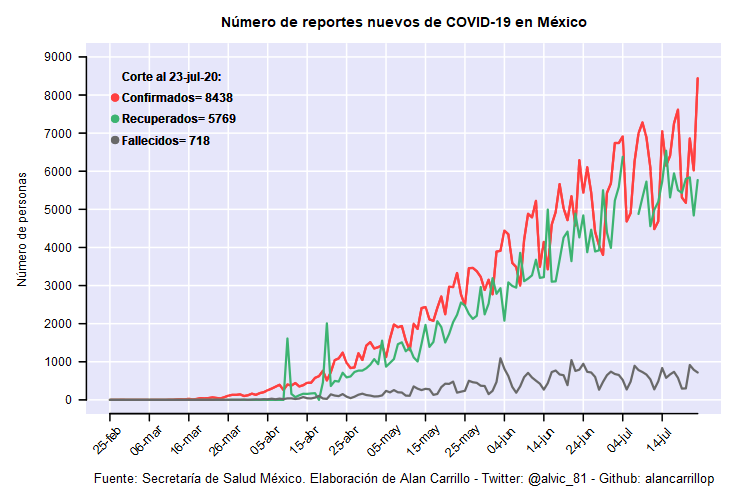 Número de reportes nuevos de COVID-19 en México
Número de personas
9000
8000
7000
6000
5000
4000
3000
2000
1000
0
Corte al 23-jul-20:
Confirmados= 8438
Recuperados= 5769
Fallecidos= 718
25-feb
06-mar
16-mar
26-mar
05-abr
15-abr
25-abr
05-may
15-may
25-may
04-jun
14-jun
24-jun
04-jul
14-jul
Fuente: Secretaría de Salud México. Elaboración de Alan Carrillo - Twitter: @alvic_81 - Github: alancarrillop